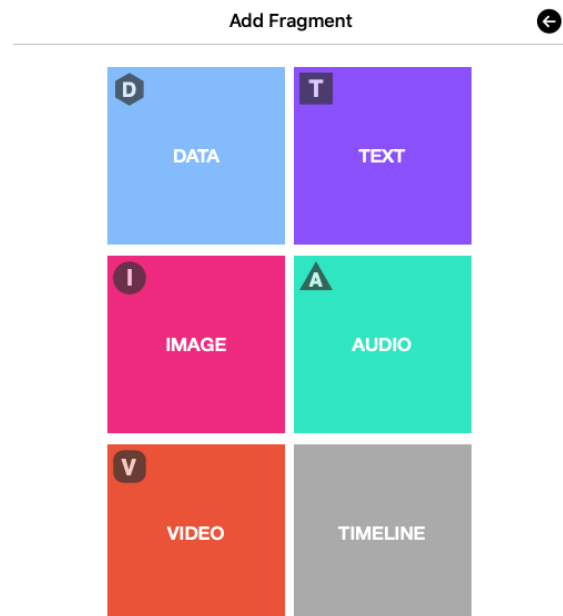 Add Fragment
D
T
DATA
TEXT
I
A
IMAGE
AUDIO
V
VIDEO
TIMELINE